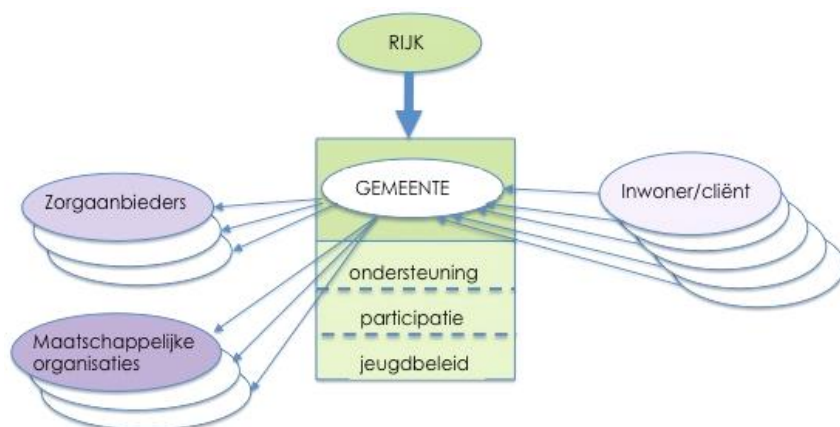 RIJK
GEMEENTE
Zorgaanbieders
Inwoner/cliënt
ondersteuning
participatie
Maatschappelijke
organisaties
jeugdbeleid